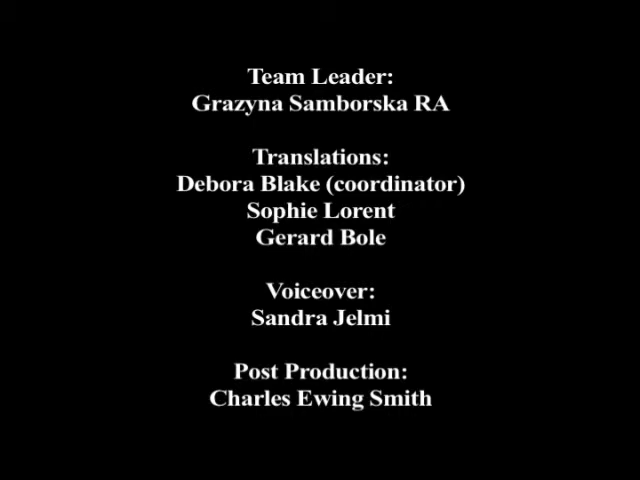 Team Leader:
Grazyna Samborska RA
Translations:
Debora Blake (coordinator)
Sophie Lorent
Gerard Bole
Voiceover:
Sandra Jelmi
Post Production:
Charles Ewing Smith